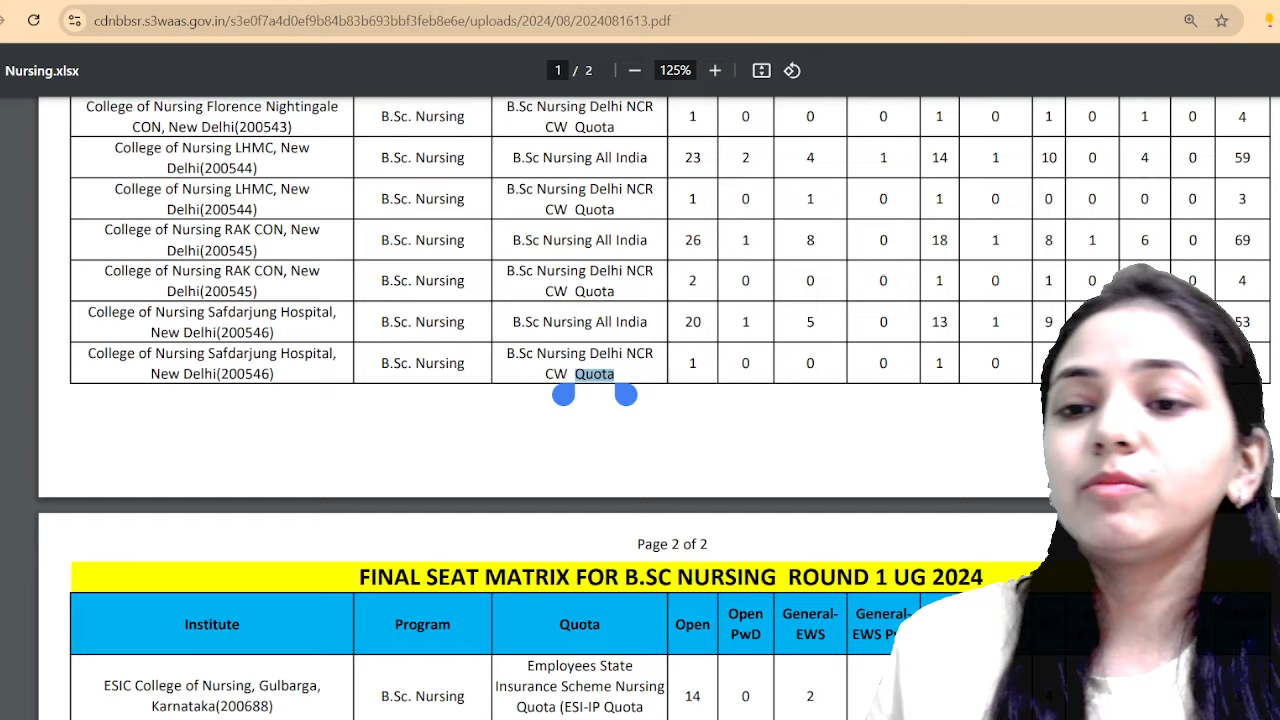 cdnbbsr.s3waas.gov.in/s3e0f7a4d0ef9b84b83b693bbf3feb8e6e/uploads/2024/08/2024081613.pdf
Nursing.xlsx
1 / 2
125%
College of Nursing Florence Nightingale CON, New Delhi(200543) B.Sc. Nursing B.Sc Nursing Delhi NCR CW Quota 1 0 0 0 1 0 1 0 1 0 4
College of Nursing LHMC, New Delhi(200544) B.Sc. Nursing B.Sc Nursing All India 23 2 4 1 14 1 10 0 4 0 59
College of Nursing LHMC, New Delhi(200544) B.Sc. Nursing B.Sc Nursing Delhi NCR CW Quota 1 0 1 0 1 0 0 0 0 0 3
College of Nursing RAK CON, New Delhi(200545) B.Sc. Nursing B.Sc Nursing All India 26 1 8 0 18 1 8 1 6 0 69
College of Nursing RAK CON, New Delhi(200545) B.Sc. Nursing B.Sc Nursing Delhi NCR CW Quota 2 0 0 0 1 0 1 0 4
College of Nursing Safdarjung Hospital, New Delhi(200546) B.Sc. Nursing B.Sc Nursing All India 20 1 5 0 13 1 9 53
College of Nursing Safdarjung Hospital, New Delhi(200546) B.Sc. Nursing B.Sc Nursing Delhi NCR CW Quota 1 0 0 0 1 0
Page 2 of 2
FINAL SEAT MATRIX FOR B.SC NURSING ROUND 1 UG 2024
Institute Program Quota Open Open PwD General-EWS General-EWS
ESIC College of Nursing, Gulbarga, Karnataka(200688) B.Sc. Nursing Employees State Insurance Scheme Nursing Quota (ESI-IP Quota 14 0 2